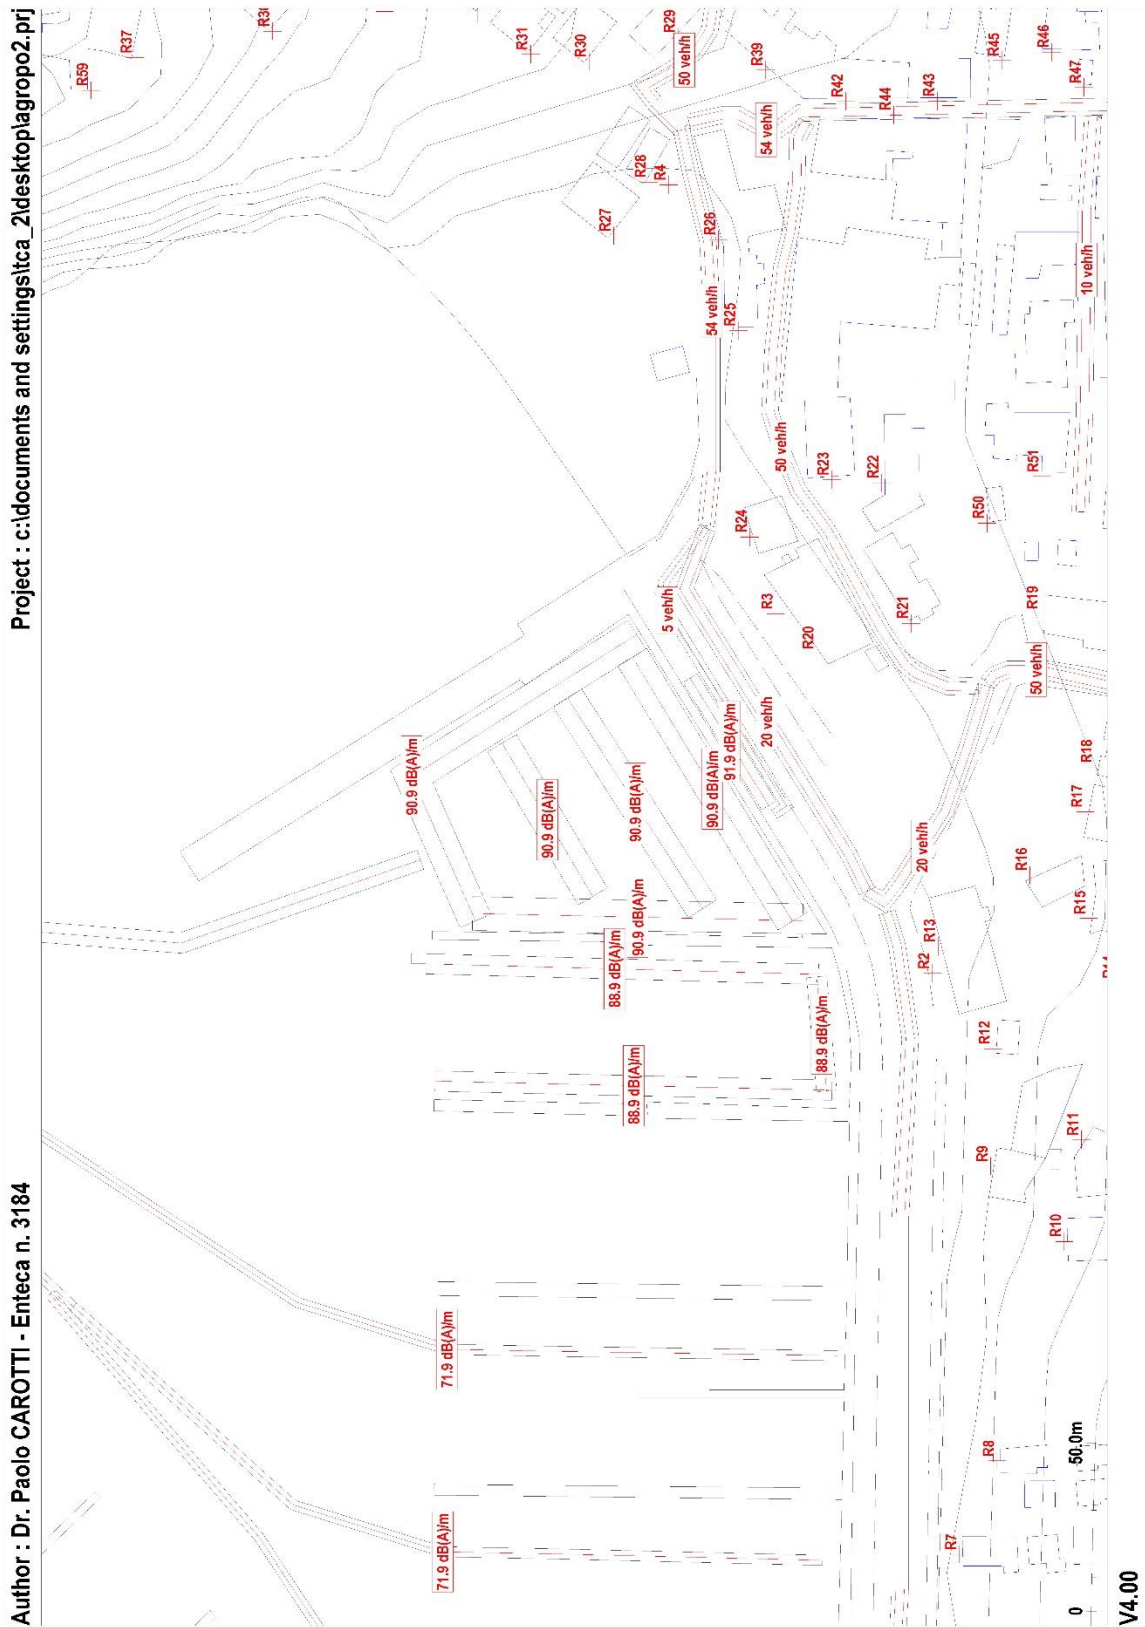 Author : Dr. Paolo CAROTTI - Enteca n. 3184
Project : c:\documents and settings\tca_2\desktop\agropo2.prj
R59
R37
90.9 dB(A)/m
71.9 dB(A)/m
71.9 dB(A)/m
R31
90.9 dB(A)/m
R30
R27
88.9 dB(A)/m
88.9 dB(A)/m
90.9 dB(A)/m
90.9 dB(A)/m
R28
R4
R29
5 veh/h
50 veh/h
90.9 dB(A)/m
54 veh/h
R26
91.9 dB(A)/m
R25
R24
R39
20 veh/h
R3
54 veh/h
50 veh/h
R20
88.9 dB(A)/m
R23
R42
R22
R44
R21
20 veh/h
R2
R13
R43
R7
R12
R9
R8
R50
R45
R16
R19
50 veh/h
R51
R46
R10
R11
R15
R17
R18
R47
10 veh/h
0
50.0m
V4.00